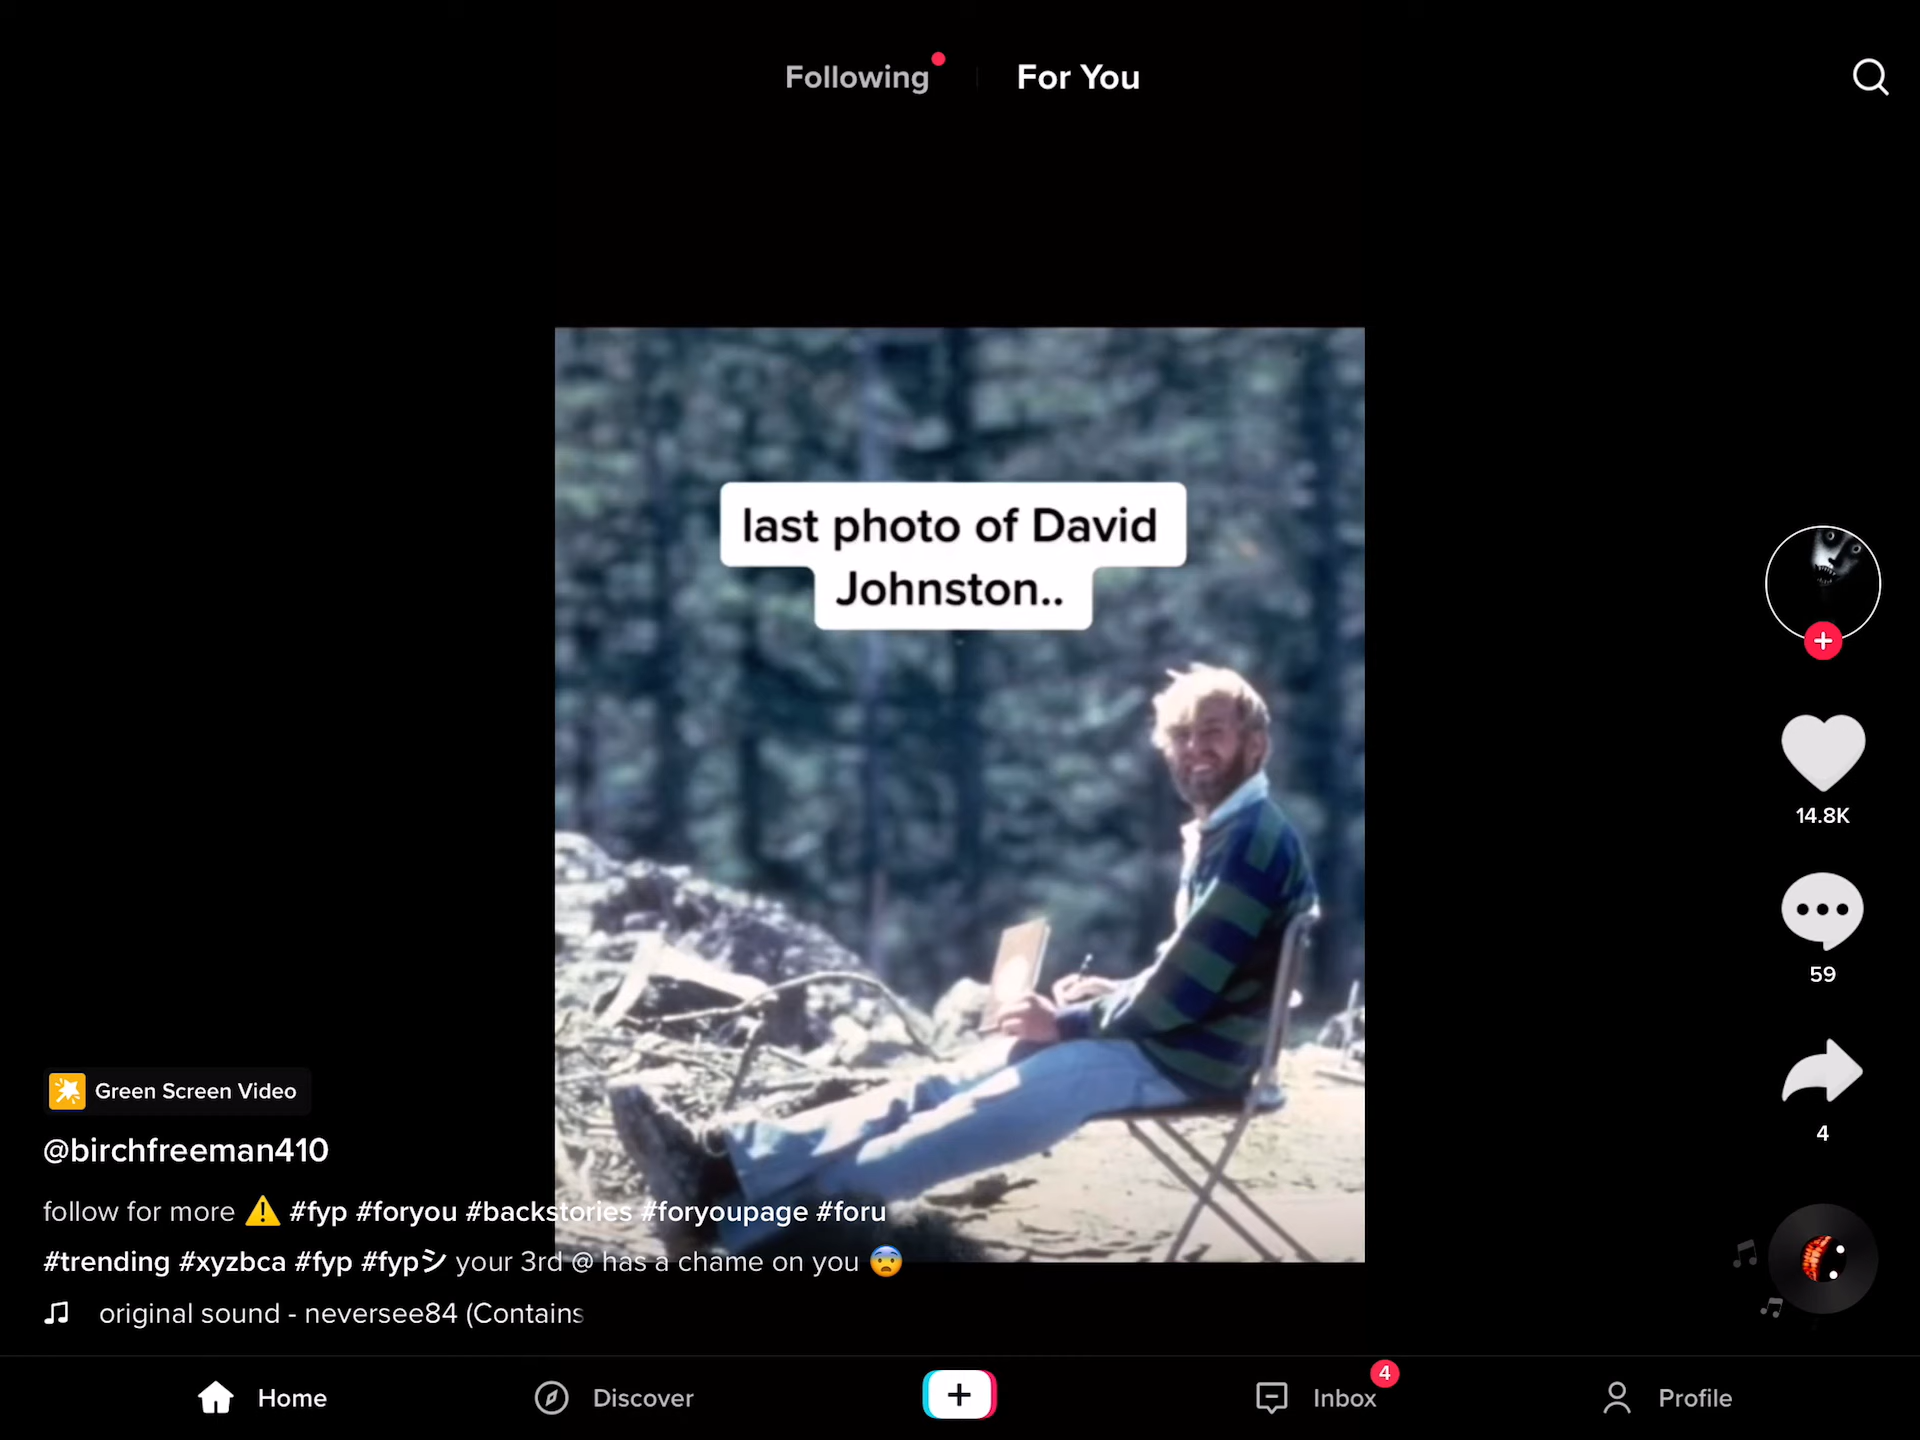 Following
For You
last photo of David
Johnston..
14.8K
59
4
Green Screen Video
@birchfreeman410
follow for more ⚠️ #fyp #foryou #backstories #foryoupage #foru
#trending #xyzbca #fyp #fypシ your 3rd @ has a chame on you 😨
original sound - neversee84 (Contains
Home
Discover
Inbox
4
Profile